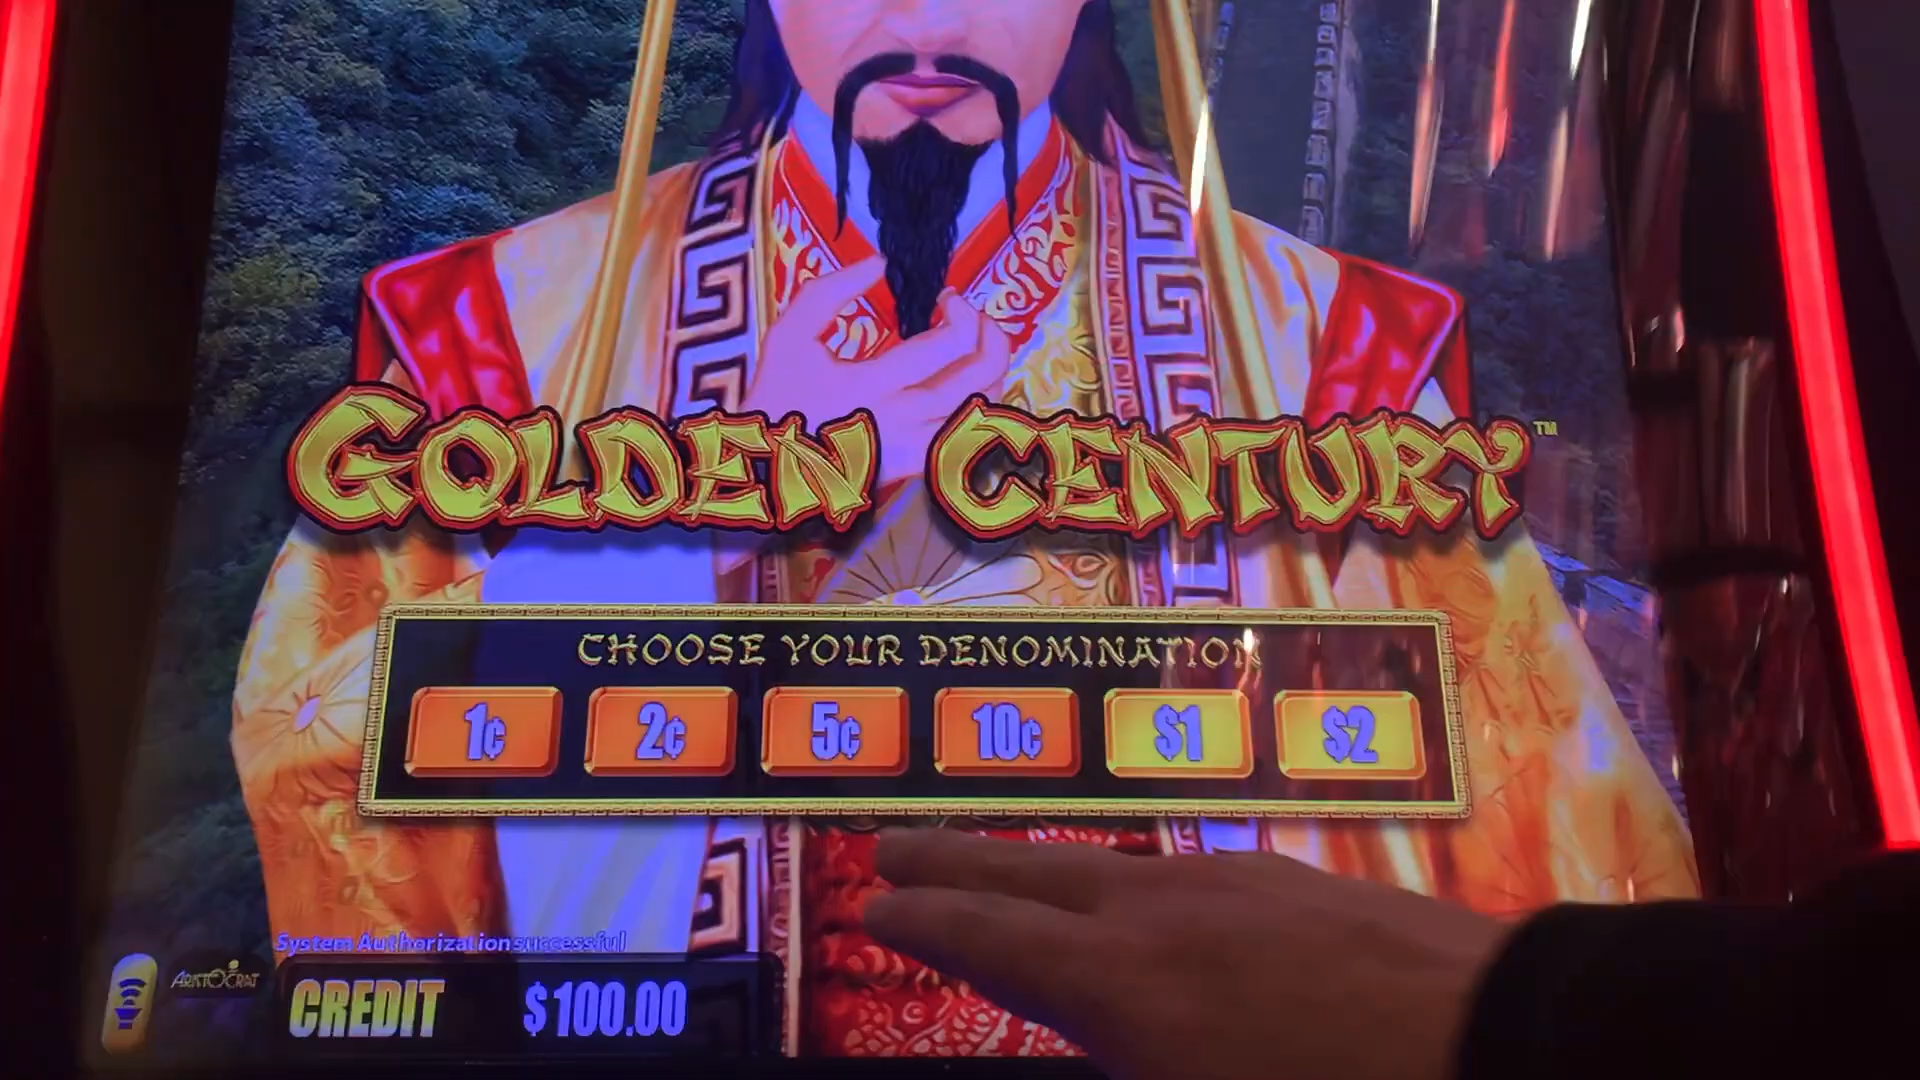 GOLDEN CENTURY™
CHOOSE YOUR DENOMINATION
1¢ 2¢ 5¢ 10¢ $1 $2
System Authorization successful
ARISTOCRAT
CREDIT $100.00